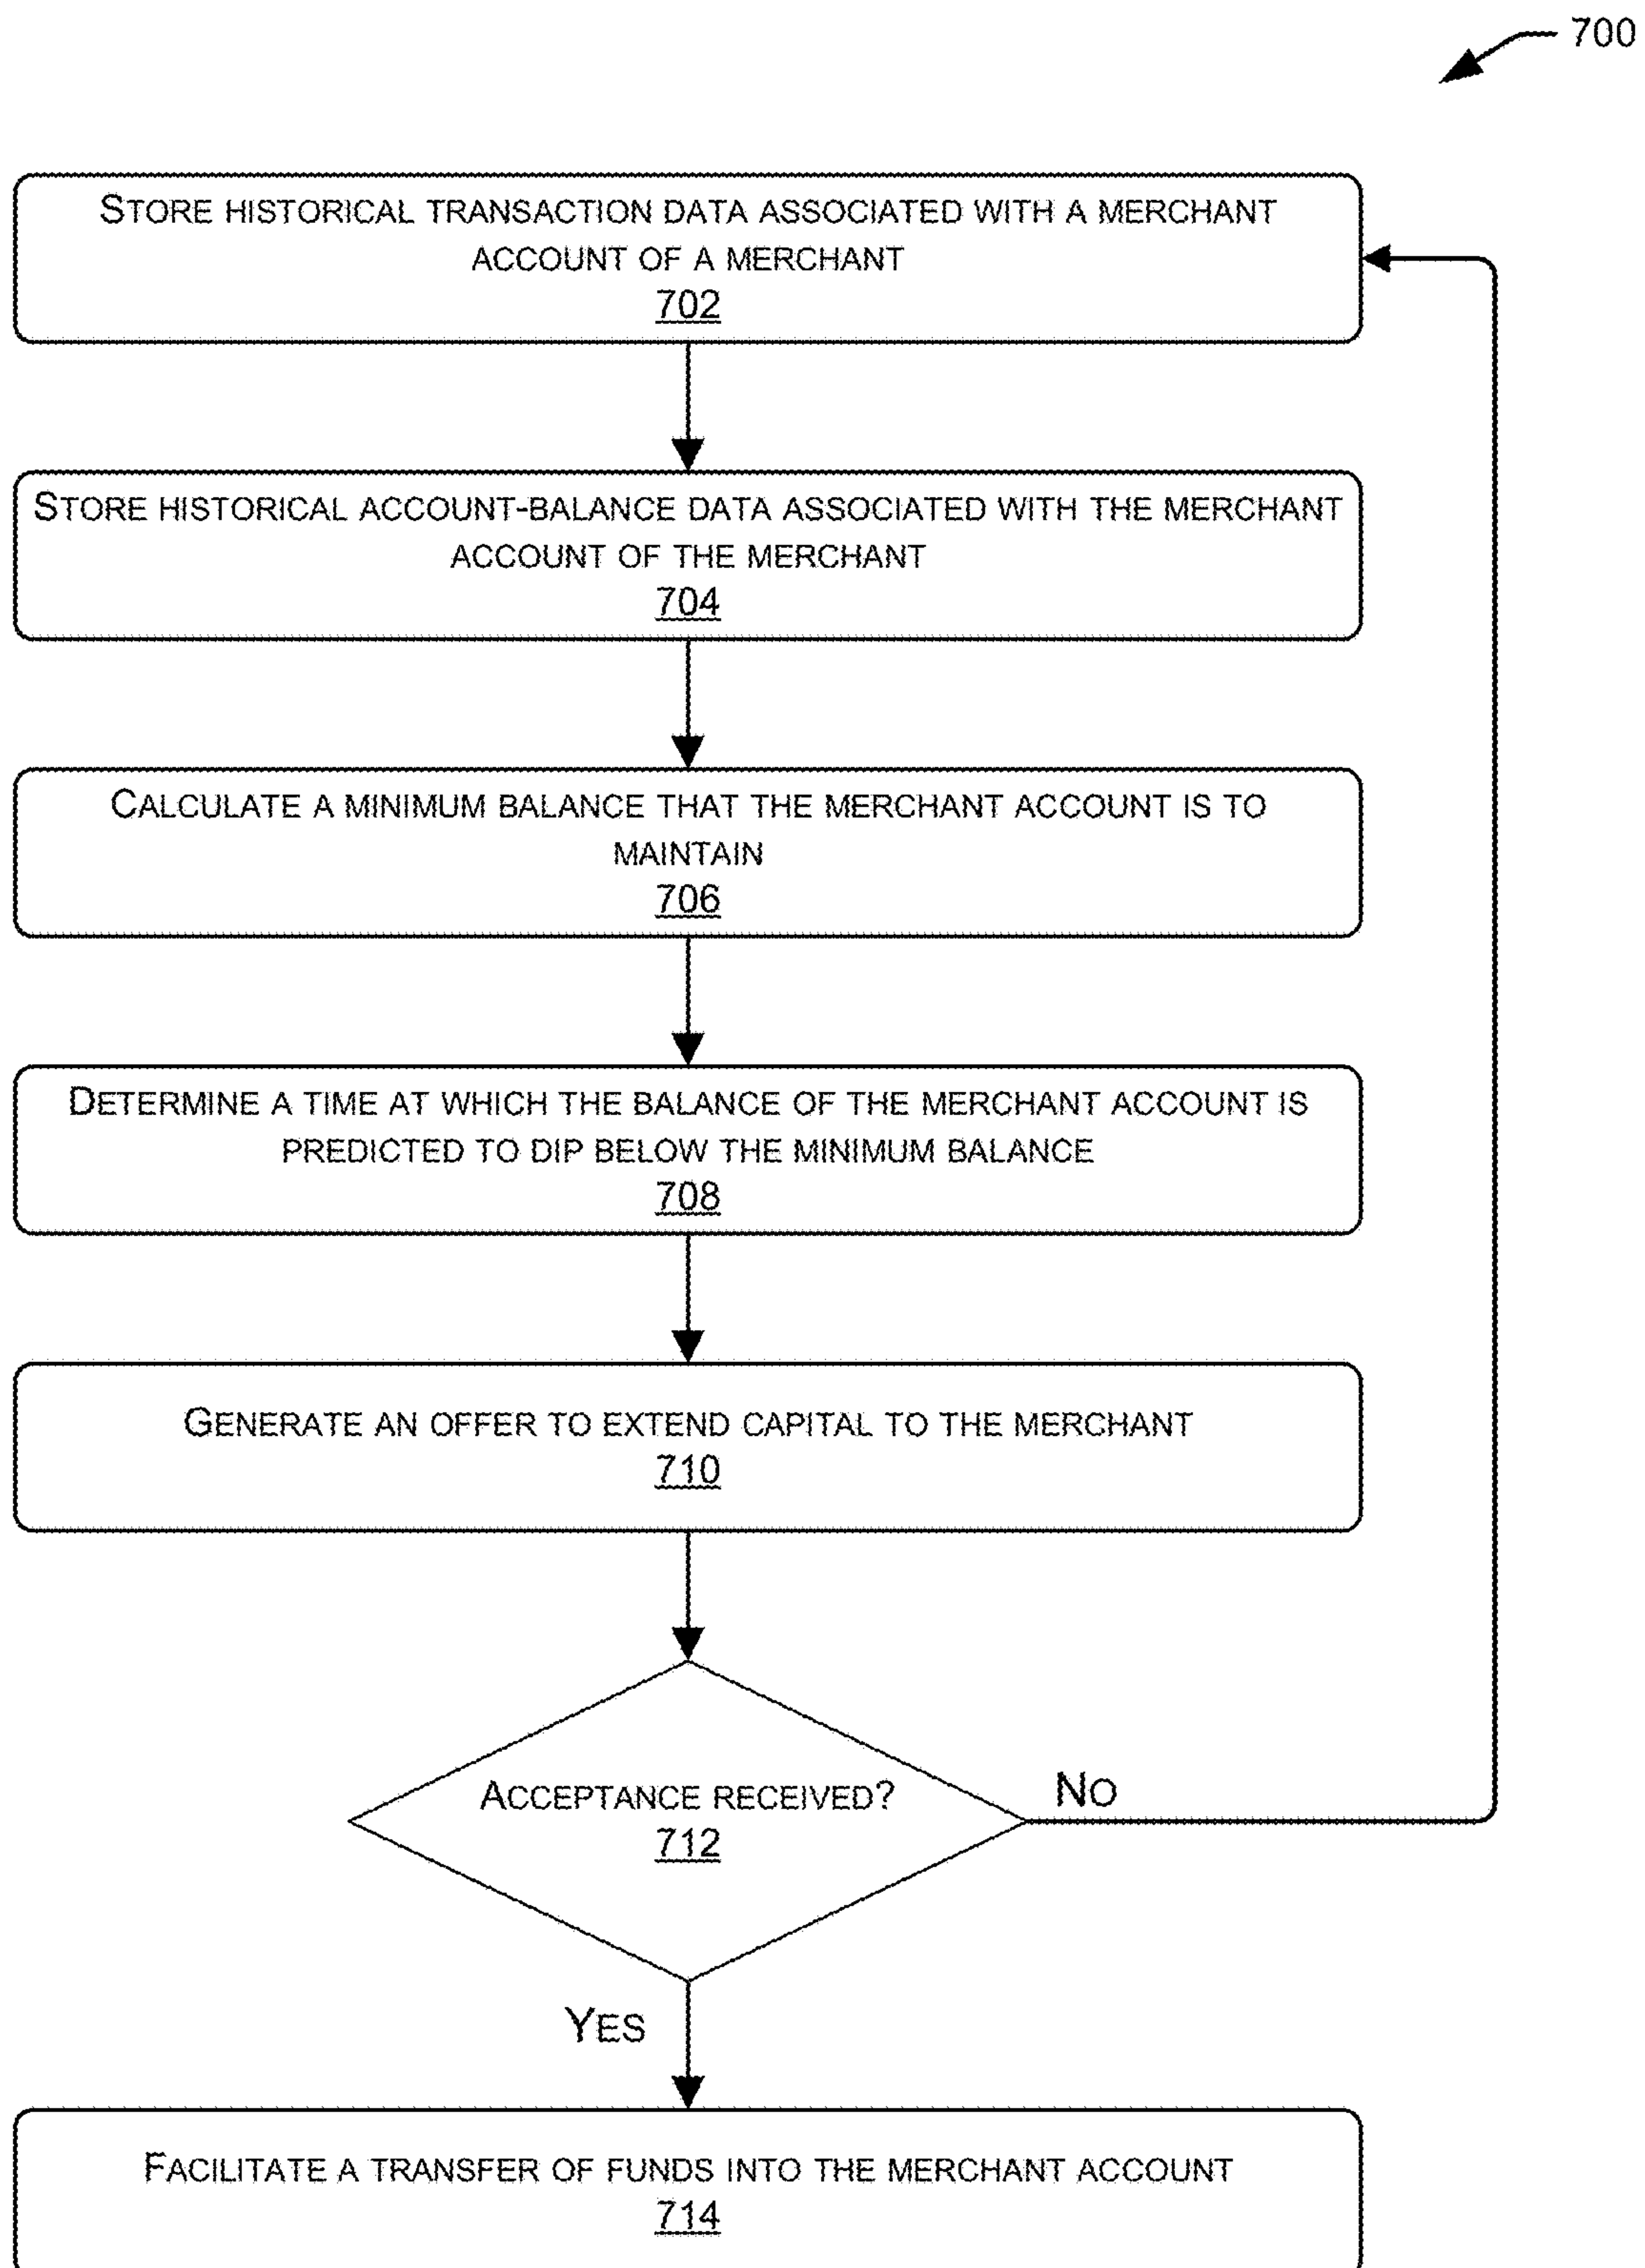 700
STORE HISTORICAL TRANSACTION DATA ASSOCIATED WITH A MERCHANT
ACCOUNT OF A MERCHANT
702
STORE HISTORICAL ACCOUNT-BALANCE DATA ASSOCIATED WITH THE MERCHANT
ACCOUNT OF THE MERCHANT
704
CALCULATE A MINIMUM BALANCE THAT THE MERCHANT ACCOUNT IS TO
MAINTAIN
706
DETERMINE A TIME AT WHICH THE BALANCE OF THE MERCHANT ACCOUNT IS
PREDICTED TO DIP BELOW THE MINIMUM BALANCE
708
GENERATE AN OFFER TO EXTEND CAPITAL TO THE MERCHANT
710
ACCEPTANCE RECEIVED?
712
NO
YES
FACILITATE A TRANSFER OF FUNDS INTO THE MERCHANT ACCOUNT
714